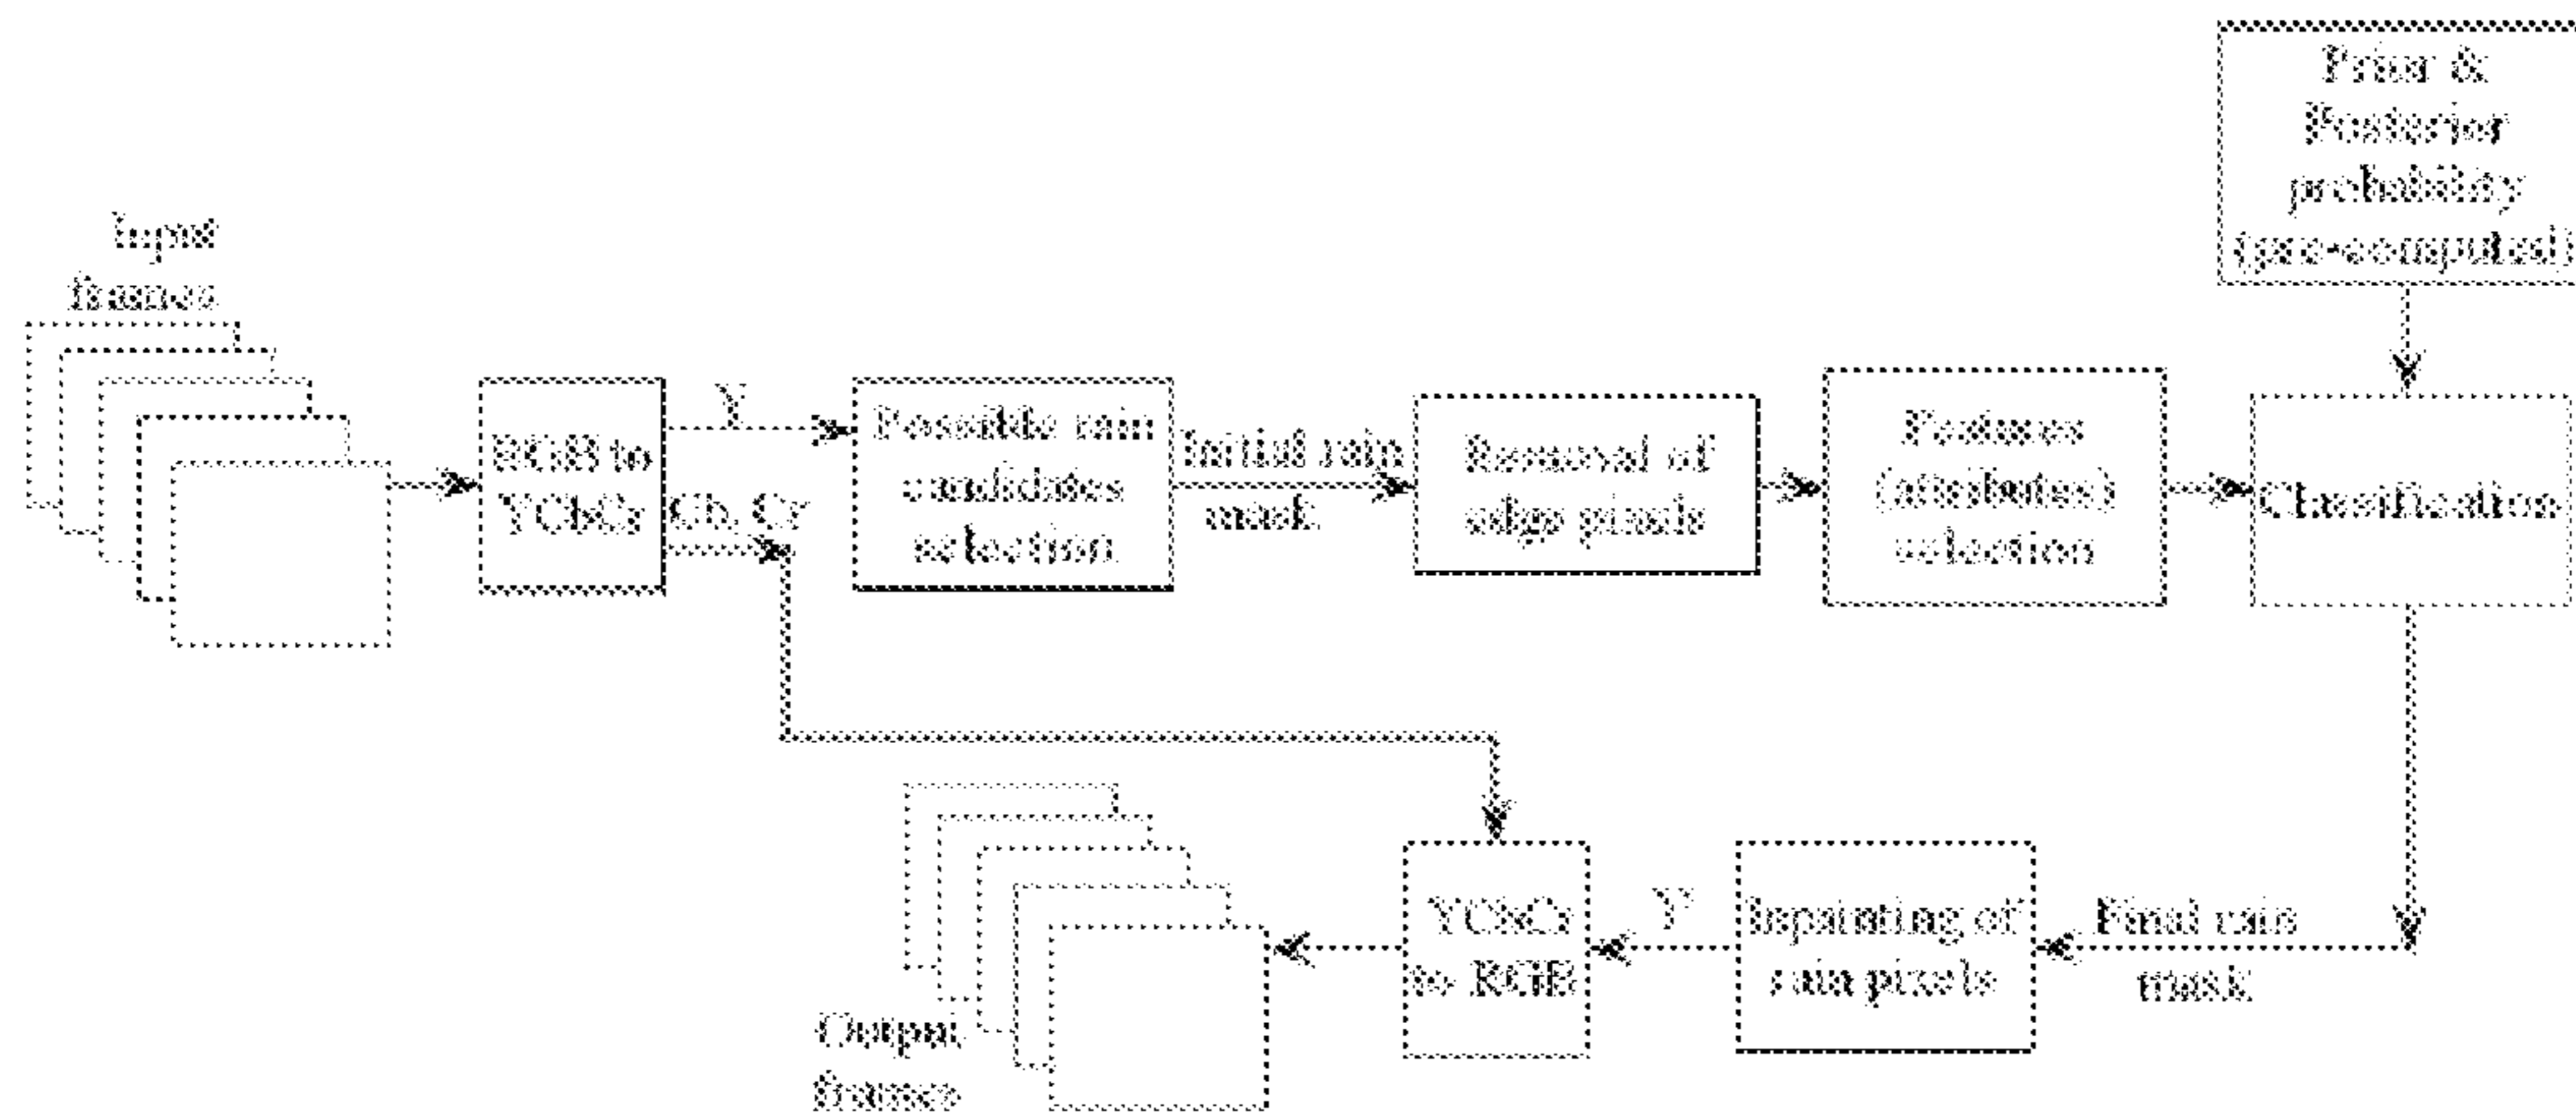 Prior &
Posterior
probability
(pre-computed)
Input
frames
RGB to
YCbCr
Y
Cb, Cr
Possible rain
candidates
selection
Initial rain
mask
Removal of
edge pixels
Features
(attributes)
selection
Classification
Final rain
mask
Inpainting of
rain pixels
YCbCr
to RGB
Output
frames